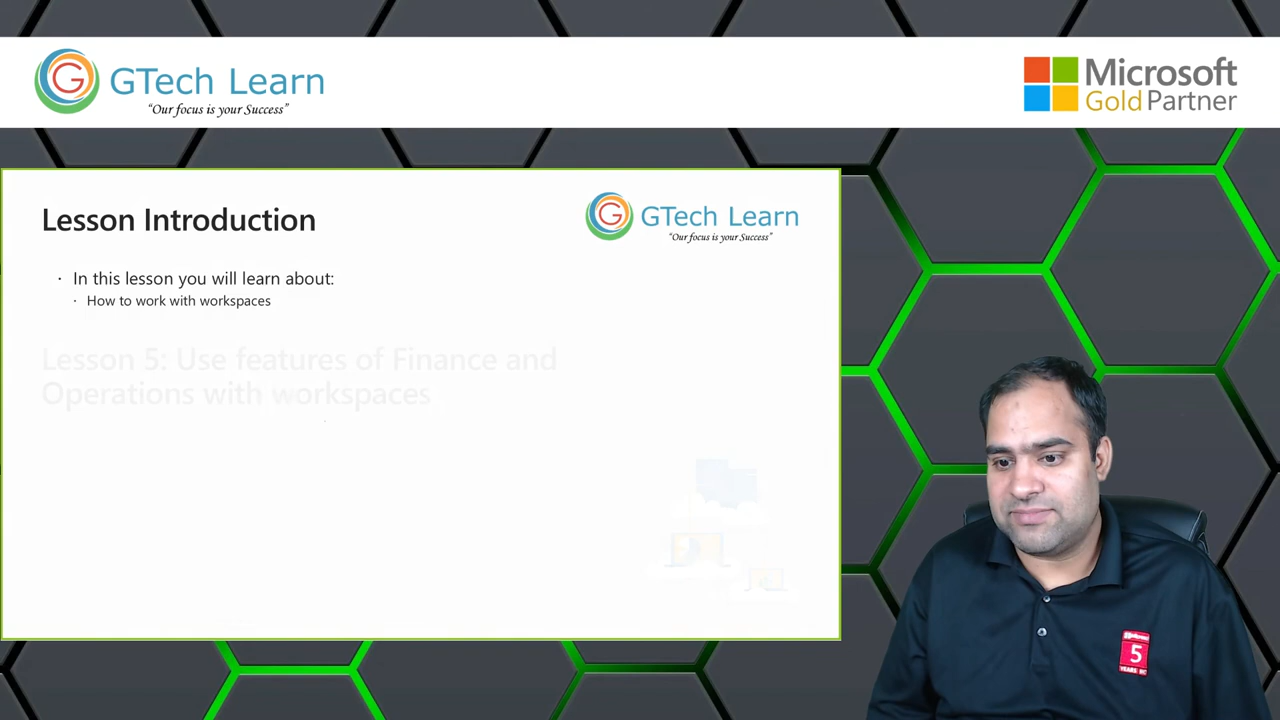 GTech Learn
"Our focus is your Success"
Microsoft
Gold Partner
Lesson Introduction
GTech Learn
"Our focus is your Success"
· In this lesson you will learn about:
· How to work with workspaces
Lesson 5: Use features of Finance and
Operations with workspaces
5
YEARS